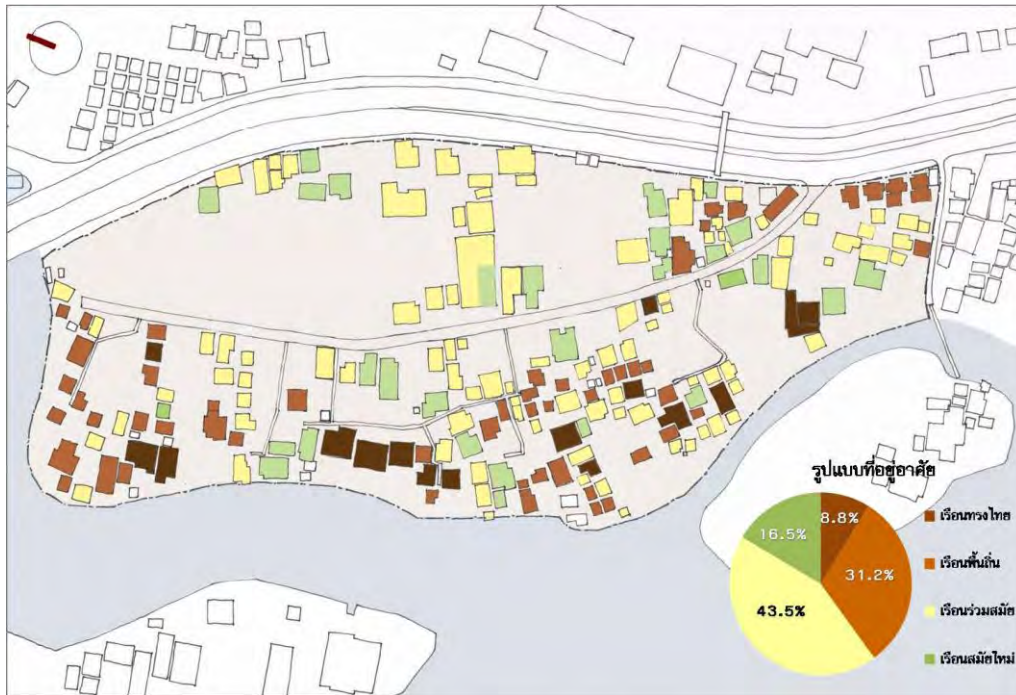 รูปแบบที่อยู่อาศัย
8.8%
31.2%
43.5%
16.5%
เรือนทรงไทย
เรือนพื้นถิ่น
เรือนร่วมสมัย
เรือนสมัยใหม่